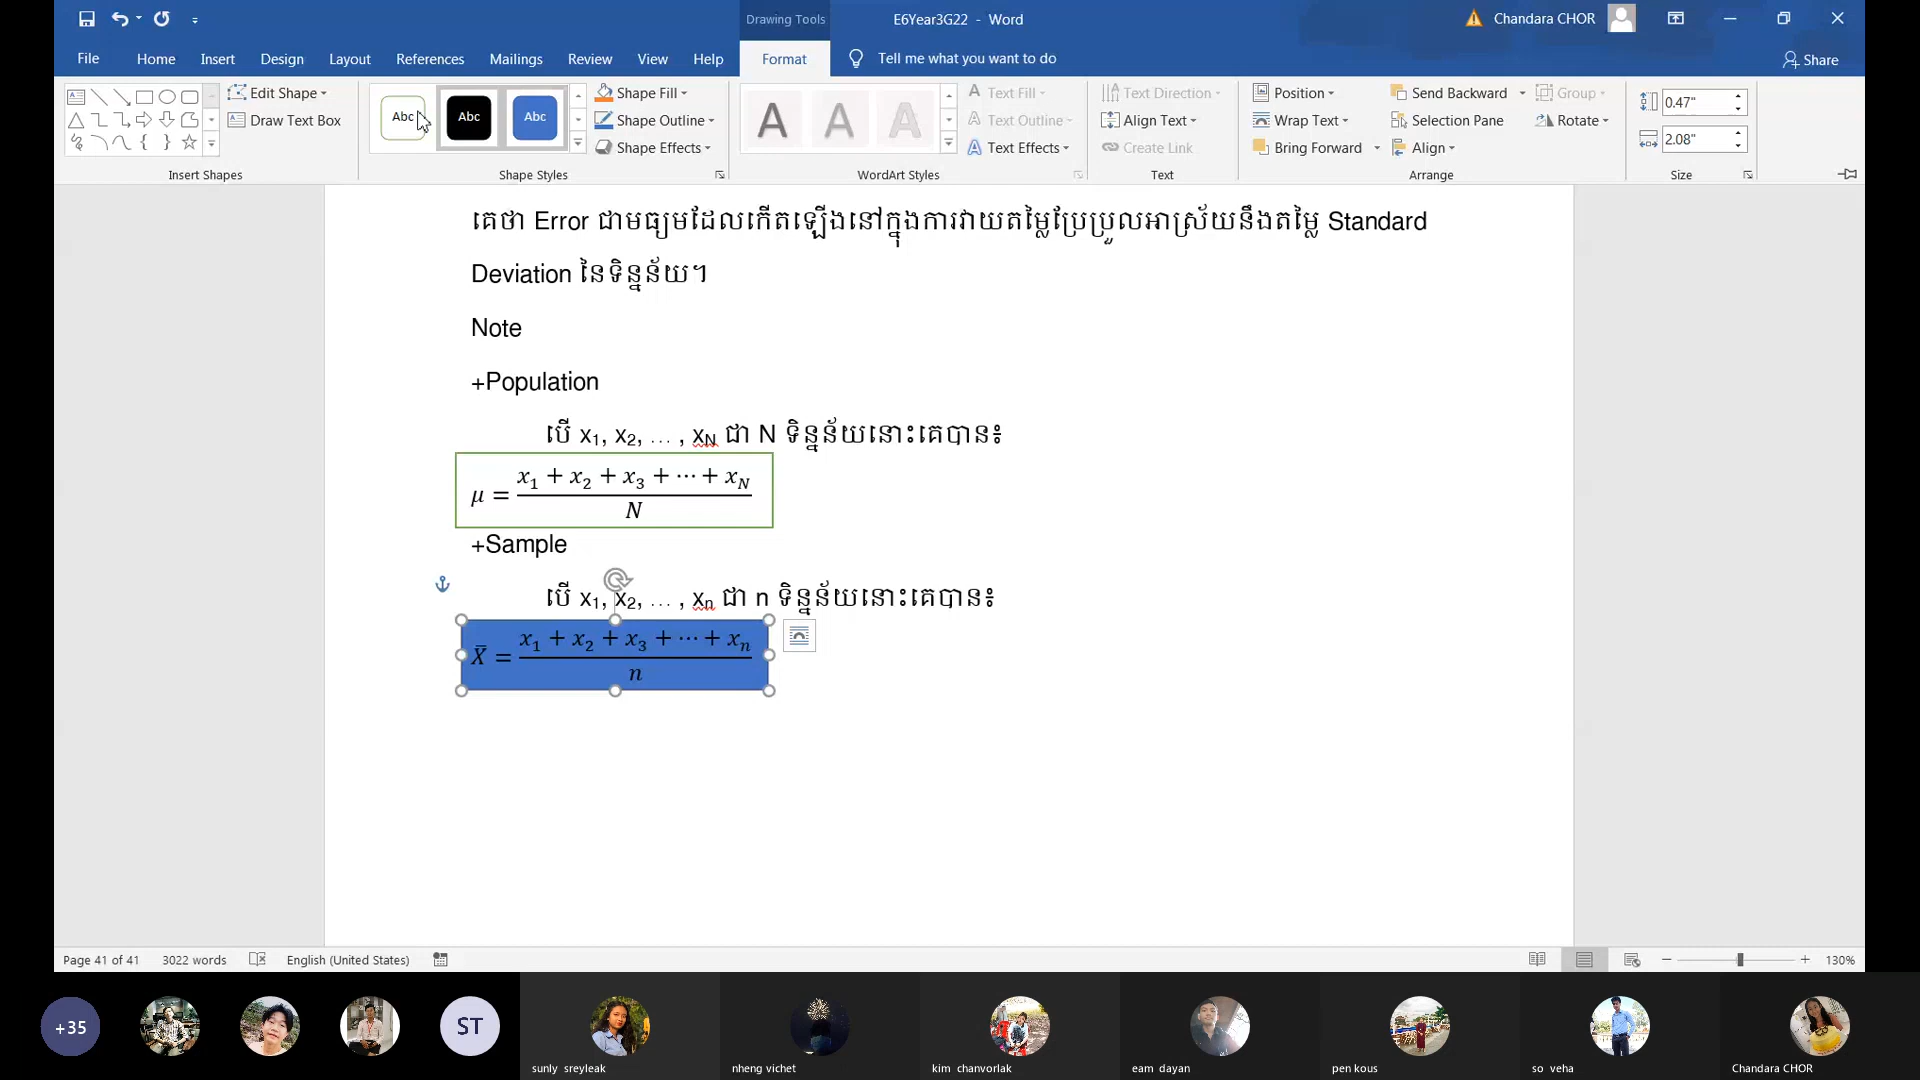 Drawing Tools
E6Year3G22 - Word
Chandara CHOR
File Home Insert Design Layout References Mailings Review View Help Format Tell me what you want to do Share
Edit Shape
Draw Text Box
Insert Shapes
Abc Abc Abc
Shape Fill
Shape Outline
Shape Effects
Shape Styles
A A A
WordArt Styles
Text Fill
Text Outline
Text Effects
Text Direction
Align Text
Create Link
Text
Position
Wrap Text
Bring Forward
Send Backward
Selection Pane
Align
Group
Rotate
Arrange
0.47"
2.08"
Size
គេថា Error ជាមធ្យមដែលកើតឡើងនៅក្នុងការវាយតម្លៃប្រែប្រួលអាស្រ័យនឹងតម្លៃ Standard
Deviation នៃទិន្នន័យ។
Note
+Population
បើ x₁, x₂, … , x_N ជា N ទិន្នន័យនោះគេបាន៖
μ = (x₁ + x₂ + x₃ + ⋯ + x_N) / N
+Sample
បើ x₁, x₂, … , xₙ ជា n ទិន្នន័យនោះគេបាន៖
X̄ = (x₁ + x₂ + x₃ + ⋯ + xₙ) / n
Page 41 of 41 3022 words English (United States) 130%
+35
ST
sunly sreyleak
nheng vichet
kim chanvorlak
eam dayan
pen kous
so veha
Chandara CHOR